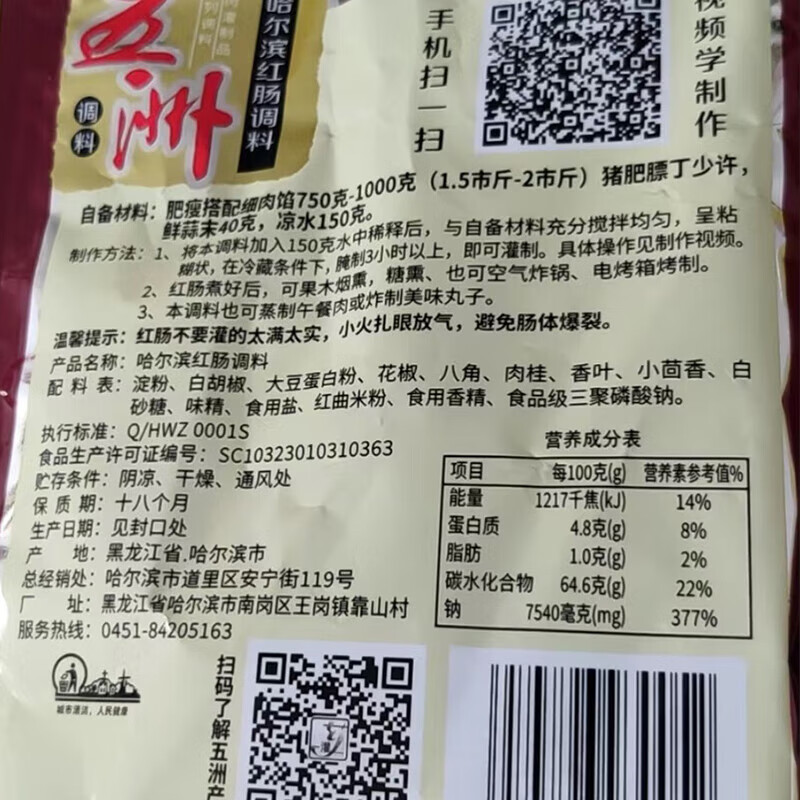 五洲
调料
哈尔滨红肠调料
手机扫一扫
视频学制作
自备材料：肥瘦搭配细肉馅750克-1000克（1.5市斤-2市斤）猪肥膘丁少许，
鲜蒜末40克，凉水150克。
制作方法：1、将本调料加入150克水中稀释后，与自备材料充分搅拌均匀，呈粘
糊状，在冷藏条件下，腌制3小时以上，即可灌制。具体操作见制作视频。
2、红肠煮好后，可果木烟熏，糖熏、也可空气炸锅、电烤箱烤制。
3、本调料也可蒸制午餐肉或炸制美味丸子。
温馨提示：红肠不要灌的太满太实，小火扎眼放气，避免肠体爆裂。
产品名称：哈尔滨红肠调料
配料表：淀粉、白胡椒、大豆蛋白粉、花椒、八角、肉桂、香叶、小茴香、白
砂糖、味精、食用盐、红曲米粉、食用香精、食品级三聚磷酸钠。
执行标准：Q/HWZ 0001S
食品生产许可证编号：SC10323010310363
贮存条件：阴凉、干燥、通风处
保质期：十八个月
生产日期：见封口处
产地：黑龙江省.哈尔滨市
总经销处：哈尔滨市道里区安宁街119号
厂址：黑龙江省哈尔滨市南岗区王岗镇靠山村
服务热线：0451-84205163
营养成分表
项目 每100克(g) 营养素参考值%
能量 1217千焦(kJ) 14%
蛋白质 4.8克(g) 8%
脂肪 1.0克(g) 2%
碳水化合物 64.6克(g) 22%
钠 7540毫克(mg) 377%
城市清洁，人民健康
扫码了解五洲产